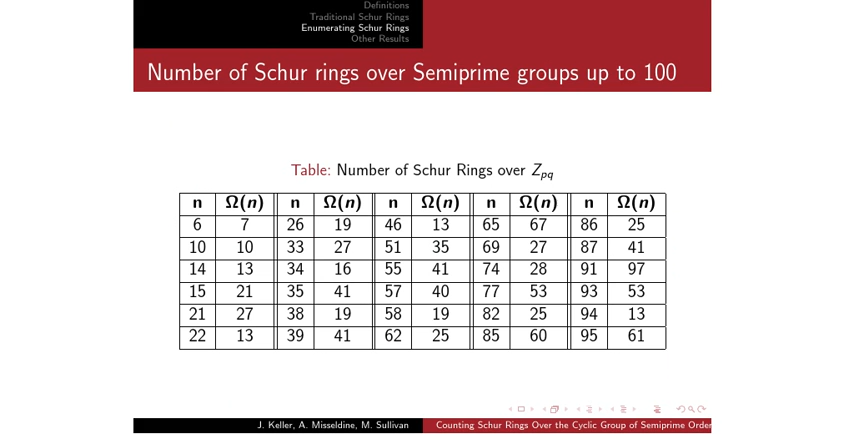 Definitions
Traditional Schur Rings
Enumerating Schur Rings
Other Results
Number of Schur rings over Semiprime groups up to 100
Table: Number of Schur Rings over Z_pq
n Ω(n) n Ω(n) n Ω(n) n Ω(n) n Ω(n)
6 7 26 19 46 13 65 67 86 25
10 10 33 27 51 35 69 27 87 41
14 13 34 16 55 41 74 28 91 97
15 21 35 41 57 40 77 53 93 53
21 27 38 19 58 19 82 25 94 13
22 13 39 41 62 25 85 60 95 61
J. Keller, A. Misseldine, M. Sullivan Counting Schur Rings Over the Cyclic Group of Semiprime Order